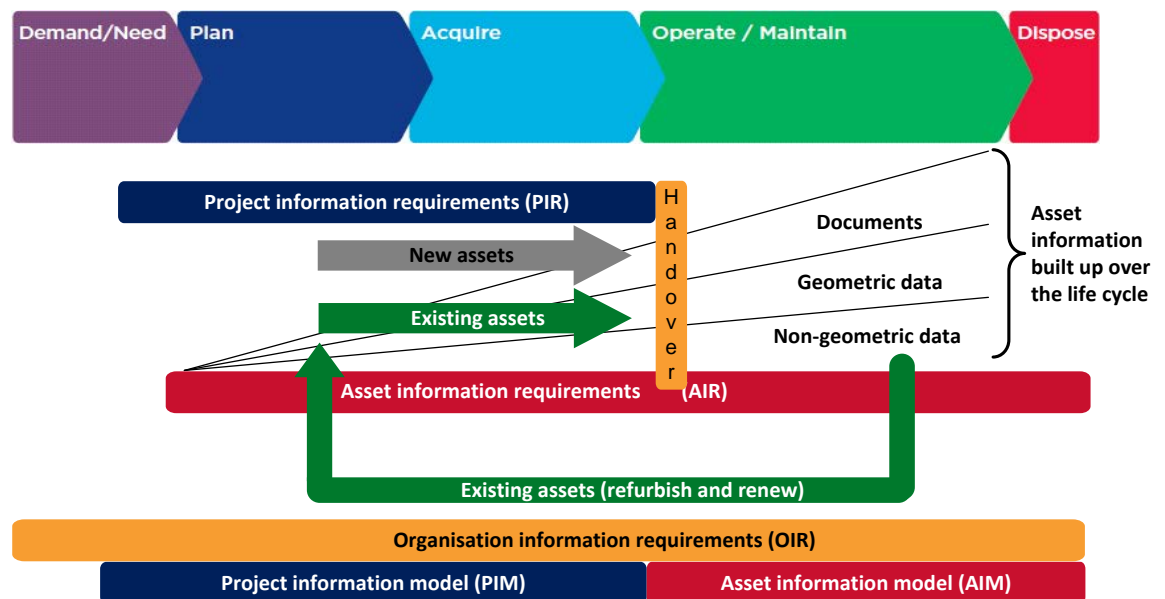 Demand/Need
Plan
Acquire
Operate / Maintain
Dispose
Project information requirements (PIR)
Handover
New assets
Existing assets
Documents
Geometric data
Non-geometric data
Asset
information
built up over
the life cycle
Asset information requirements (AIR)
Existing assets (refurbish and renew)
Organisation information requirements (OIR)
Project information model (PIM)
Asset information model (AIM)